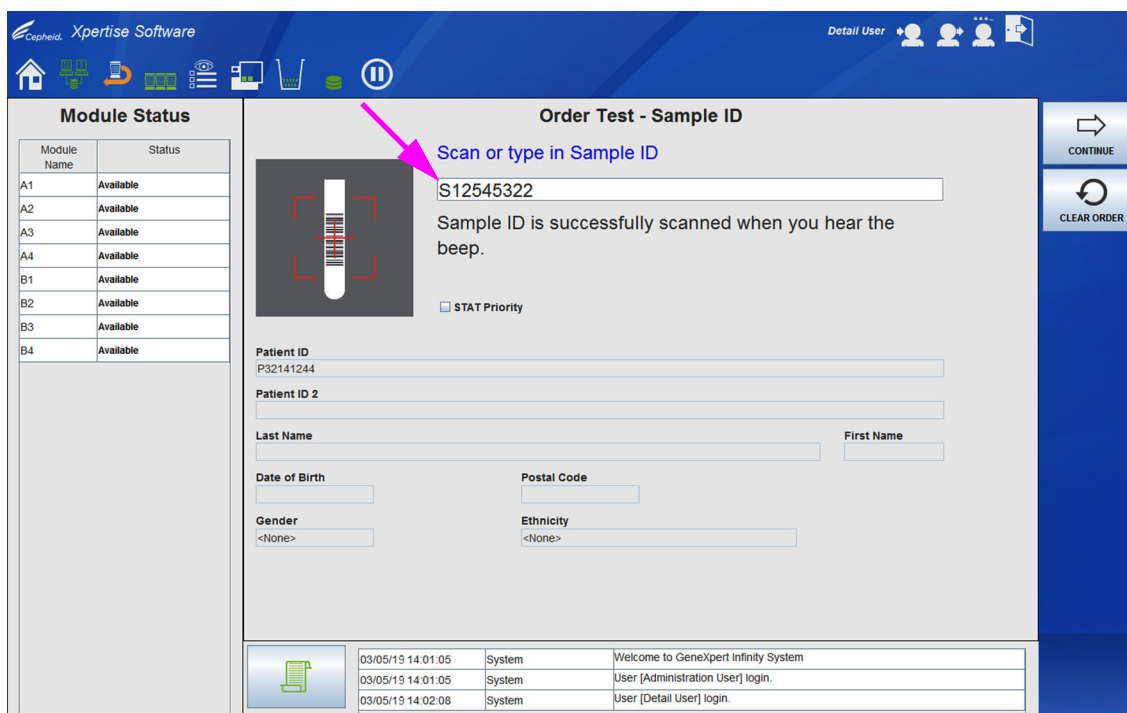 Cepheid. Xpertise Software
Detail User
Module Status
Module Name
Status
A1 Available
A2 Available
A3 Available
A4 Available
B1 Available
B2 Available
B3 Available
B4 Available
Order Test - Sample ID
Scan or type in Sample ID
S12545322
Sample ID is successfully scanned when you hear the
beep.
STAT Priority
Patient ID
P32141244
Patient ID 2
Last Name First Name
Date of Birth Postal Code
Gender Ethnicity
<None> <None>
03/05/19 14:01:05 System Welcome to GeneXpert Infinity System
03/05/19 14:01:05 System User [Administration User] login.
03/05/19 14:02:08 System User [Detail User] login.
CONTINUE
CLEAR ORDER